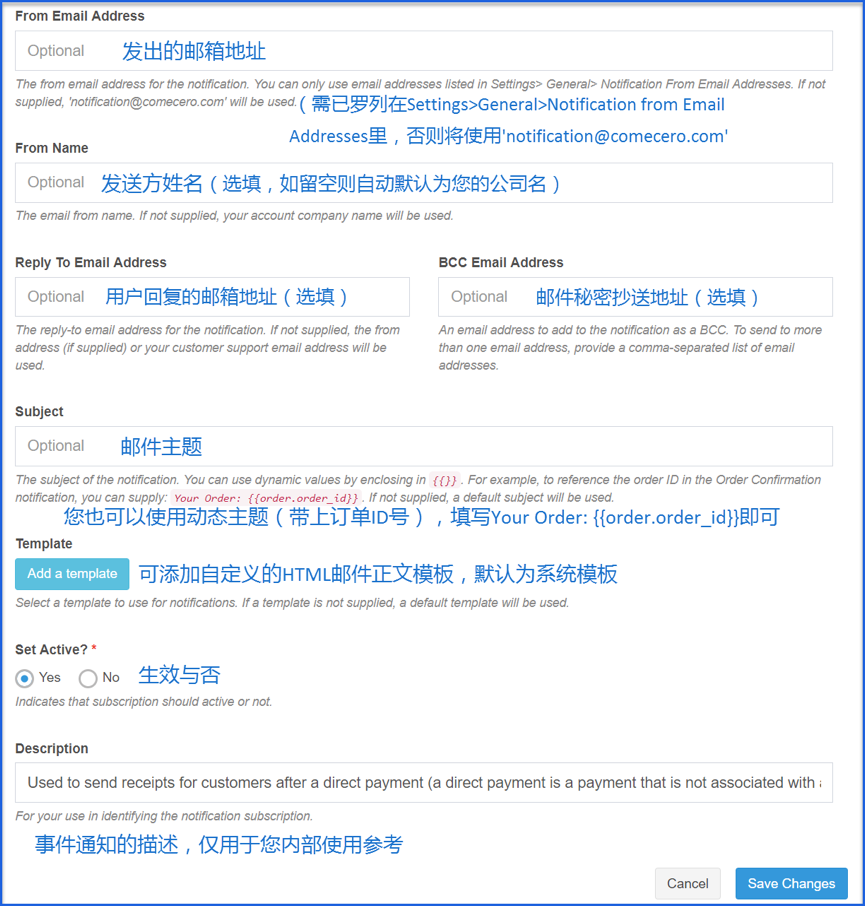 From Email Address
Optional 发出的邮箱地址
The from email address for the notification. You can only use email addresses listed in Settings> General> Notification From Email Addresses. If not
supplied, 'notification@comecero.com' will be used.（需已罗列在Settings>General>Notification from Email
Addresses里，否则将使用'notification@comecero.com'
From Name
Optional 发送方姓名（选填，如留空则自动默认为您的公司名）
The email from name. If not supplied, your account company name will be used.
Reply To Email Address
Optional 用户回复的邮箱地址（选填）
The reply-to email address for the notification. If not supplied, the from
address (if supplied) or your customer support email address will be
used.
BCC Email Address
Optional 邮件秘密抄送地址（选填）
An email address to add to the notification as a BCC. To send to more
than one email address, provide a comma-separated list of email
addresses.
Subject
Optional 邮件主题
The subject of the notification. You can use dynamic values by enclosing in {{}}. For example, to reference the order ID in the Order Confirmation
notification, you can supply: Your Order: {{order.order_id}}. If not supplied, a default subject will be used.
您也可以使用动态主题（带上订单ID号），填写Your Order: {{order.order_id}}即可
Template
Add a template 可添加自定义的HTML邮件正文模板，默认为系统模板
Select a template to use for notifications. If a template is not supplied, a default template will be used.
Set Active? *
Yes No 生效与否
Indicates that subscription should active or not.
Description
Used to send receipts for customers after a direct payment (a direct payment is a payment that is not associated with
For your use in identifying the notification subscription.
事件通知的描述，仅用于您内部使用参考
Cancel Save Changes